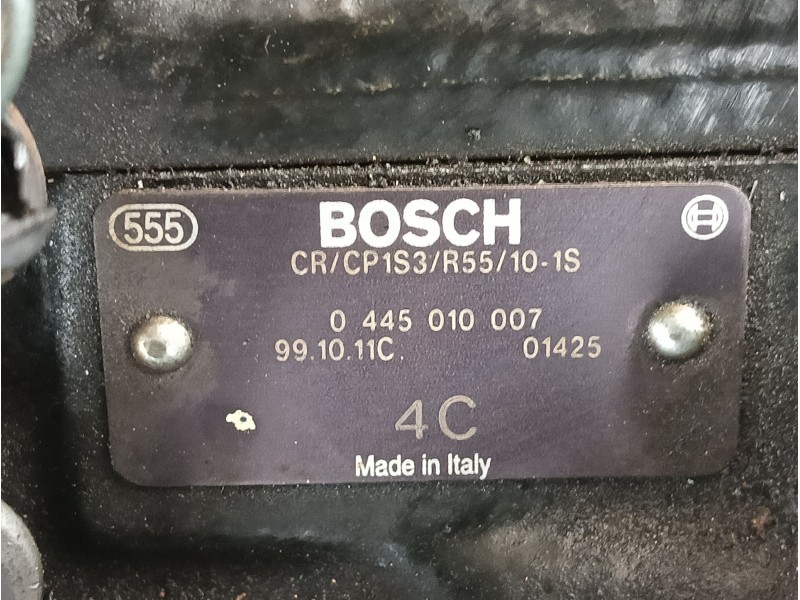 555 BOSCH
CR/CP1S3/R55/10-1S
0 445 010 007
99.10.11C. 01425
4C
Made in Italy